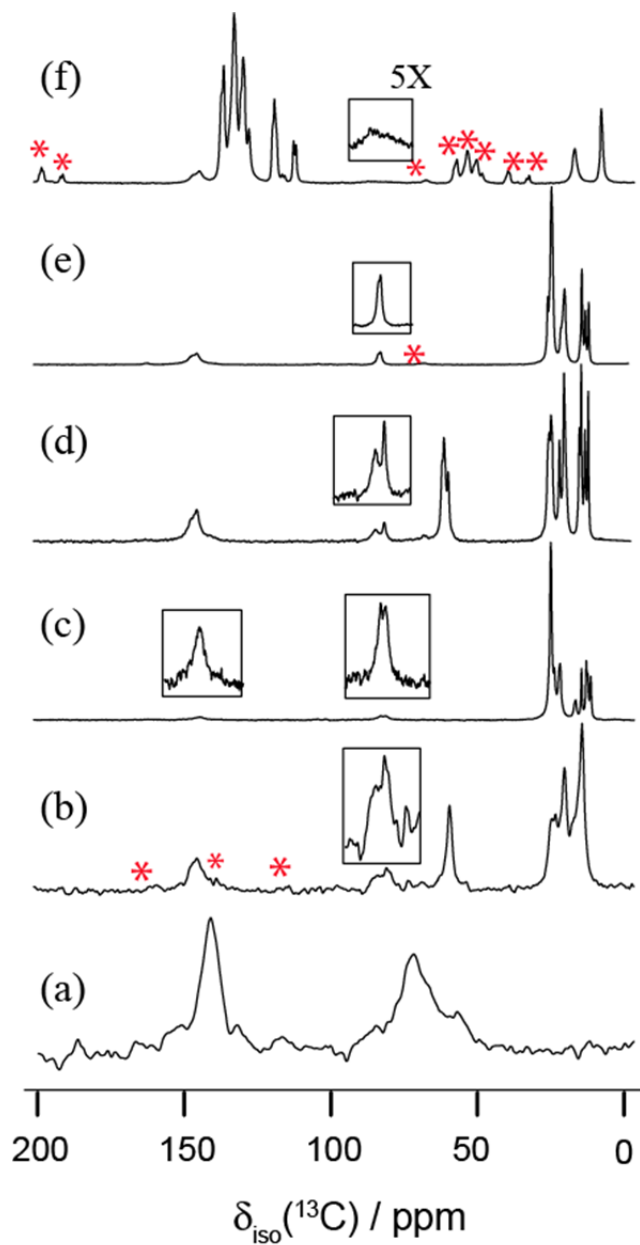 (f)
5X
* * * * * * * *
(e)
*
(d)
(c)
(b)
* * *
(a)
200 150 100 50 0
δiso(¹³C) / ppm